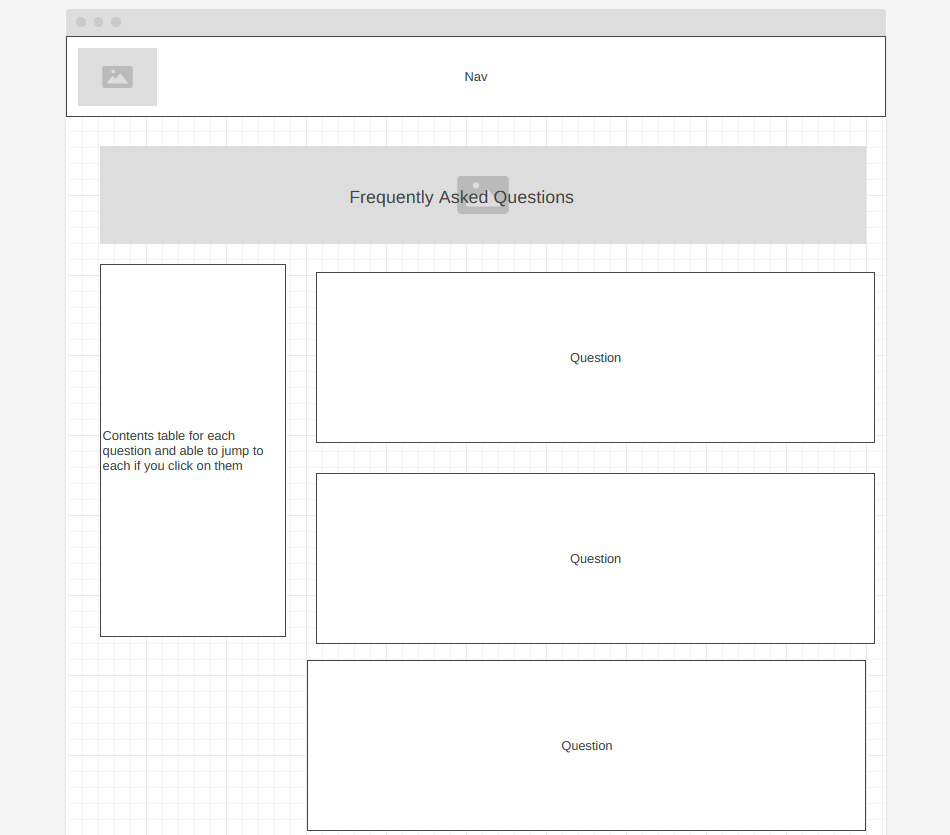 Nav
Frequently Asked Questions
Contents table for each
question and able to jump to
each if you click on them
Question
Question
Question